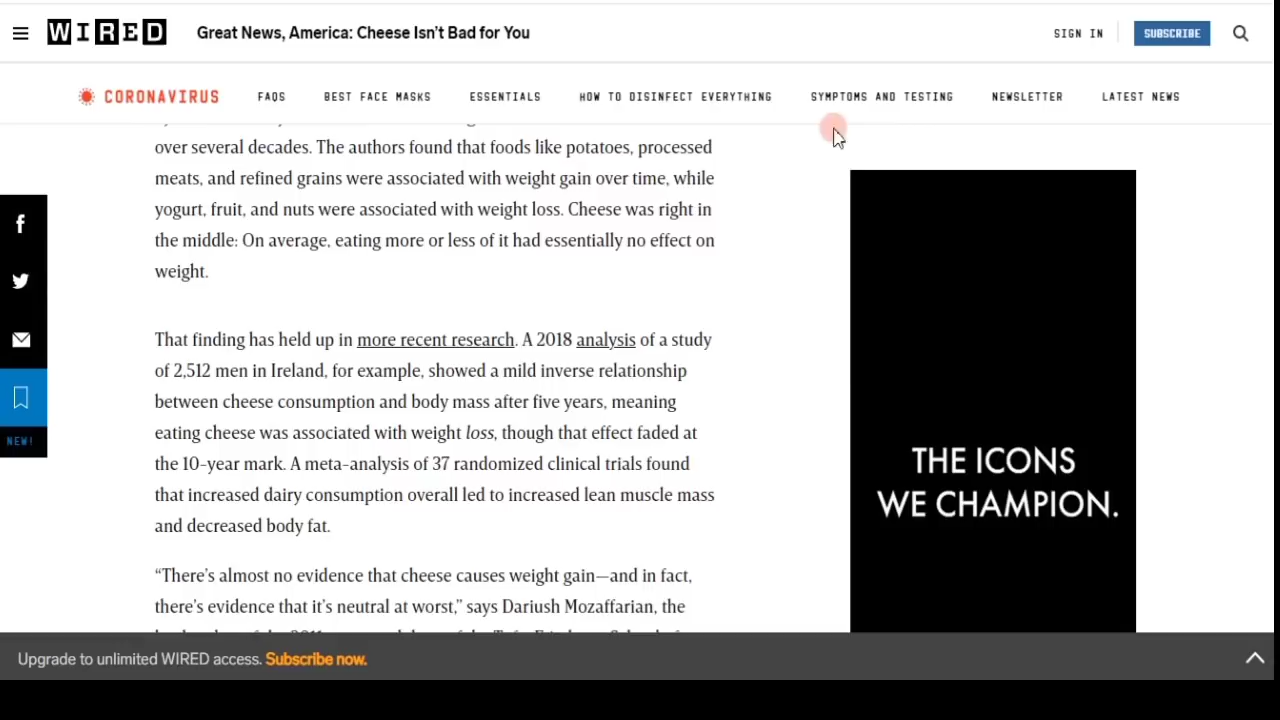 WIRED
Great News, America: Cheese Isn't Bad for You
SIGN IN
SUBSCRIBE
CORONAVIRUS
FAQS
BEST FACE MASKS
ESSENTIALS
HOW TO DISINFECT EVERYTHING
SYMPTOMS AND TESTING
NEWSLETTER
LATEST NEWS
over several decades. The authors found that foods like potatoes, processed
meats, and refined grains were associated with weight gain over time, while
yogurt, fruit, and nuts were associated with weight loss. Cheese was right in
the middle: On average, eating more or less of it had essentially no effect on
weight.
That finding has held up in more recent research. A 2018 analysis of a study
of 2,512 men in Ireland, for example, showed a mild inverse relationship
between cheese consumption and body mass after five years, meaning
eating cheese was associated with weight loss, though that effect faded at
the 10-year mark. A meta-analysis of 37 randomized clinical trials found
that increased dairy consumption overall led to increased lean muscle mass
and decreased body fat.
“There's almost no evidence that cheese causes weight gain—and in fact,
there's evidence that it's neutral at worst,” says Dariush Mozaffarian, the
NEW!
THE ICONS
WE CHAMPION.
Upgrade to unlimited WIRED access. Subscribe now.